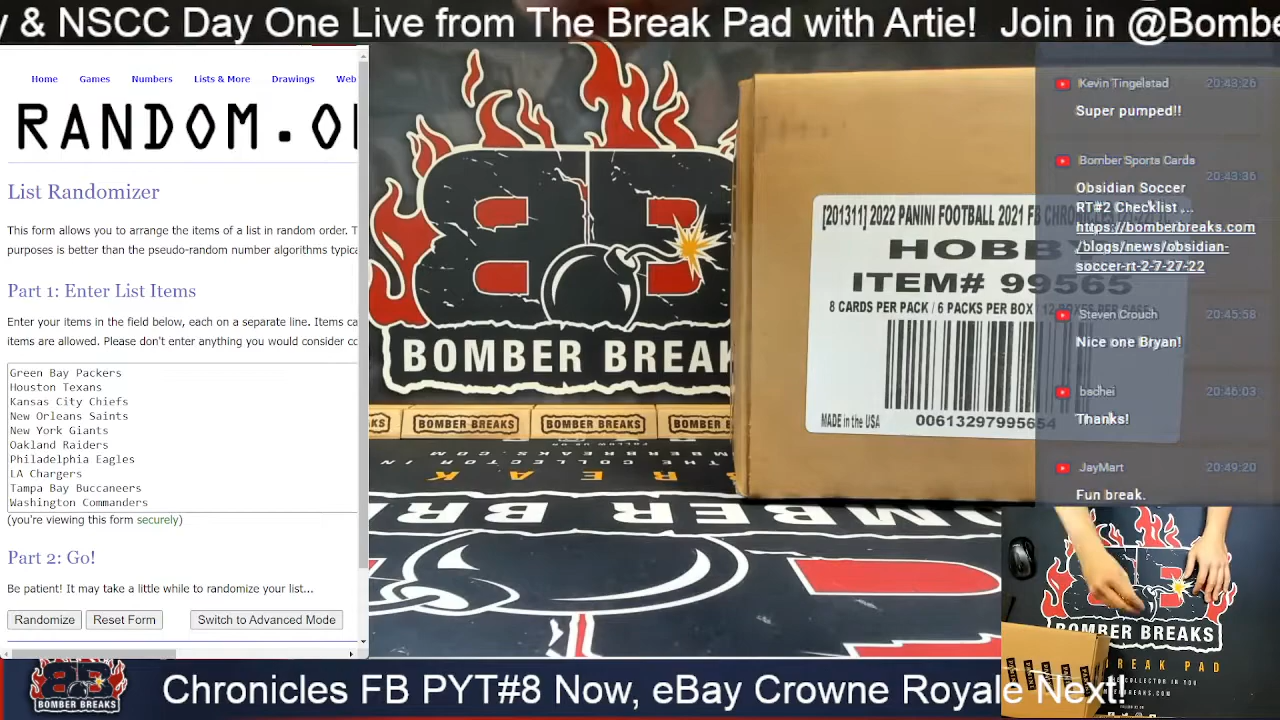 y & NSCC Day One Live from The Break Pad with Artie!  Join in @Bombe
Home Games Numbers Lists & More Drawings Web
RANDOM.O
List Randomizer
This form allows you to arrange the items of a list in random order. T
purposes is better than the pseudo-random number algorithms typica
Part 1: Enter List Items
Enter your items in the field below, each on a separate line. Items ca
items are allowed. Please don't enter anything you would consider co
Green Bay Packers
Houston Texans
Kansas City Chiefs
New Orleans Saints
New York Giants
Oakland Raiders
Philadelphia Eagles
LA Chargers
Tampa Bay Buccaneers
Washington Commanders
(you're viewing this form securely)
Part 2: Go!
Be patient! It may take a little while to randomize your list...
Randomize Reset Form Switch to Advanced Mode
BB
BOMBER BREAK
BOMBER BREAKS BOMBER BREAKS
[201311] 2022 PANINI FOOTBALL 2021 FB CHRONICLES
HOBBY
ITEM# 99565
8 CARDS PER PACK / 6 PACKS PER BOX / 12 BOXES PER CASE
MADE in the USA
00613297995654
Kevin Tingelstad 20:43:26
Super pumped!!
Bomber Sports Cards
20:43:36
Obsidian Soccer
RT#2 Checklist ...
https://bomberbreaks.com
/blogs/news/obsidian-
soccer-rt-2-7-27-22
Steven Crouch 20:45:58
Nice one Bryan!
badhei 20:46:03
Thanks!
JayMart 20:49:20
Fun break.
BOMBER BREAKS
BREAK PAD
BOMBER BREAKS
Chronicles FB PYT#8 Now, eBay Crowne Royale Next!